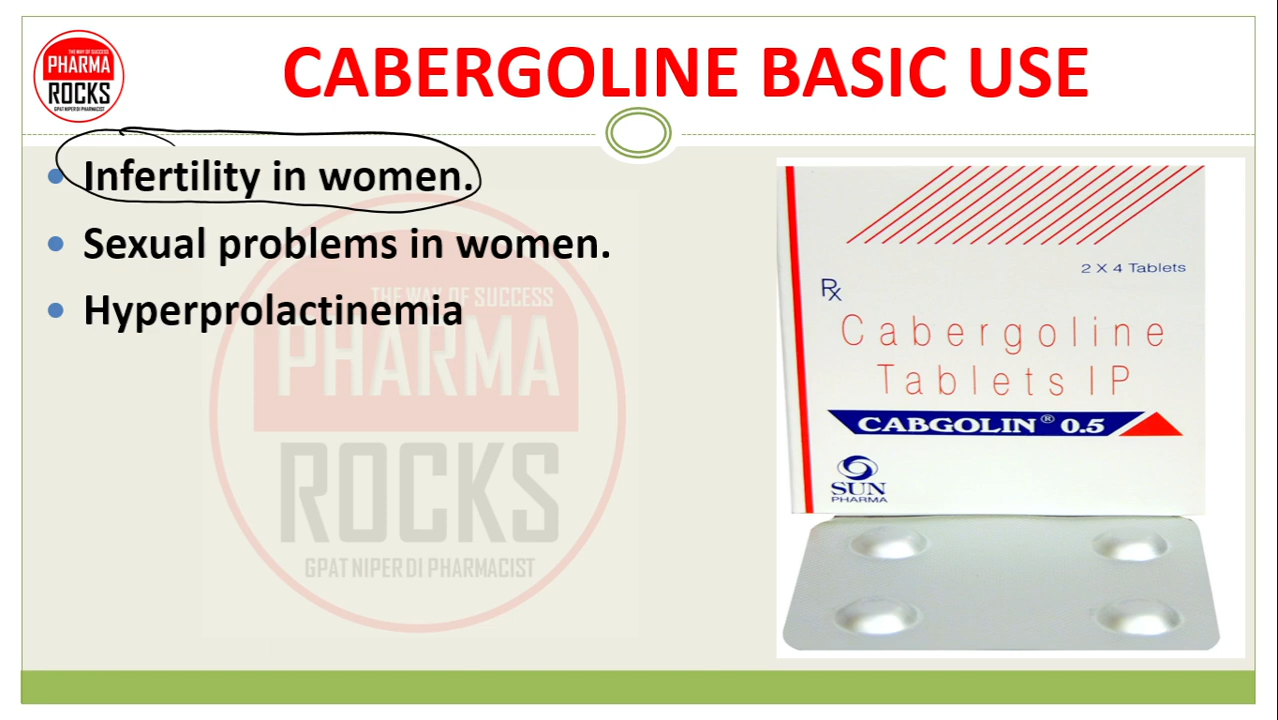 THE WAY OF SUCCESS
PHARMA
ROCKS
GPAT NIPER DI PHARMACIST
CABERGOLINE BASIC USE
• Infertility in women.
• Sexual problems in women.
• Hyperprolactinemia
THE WAY OF SUCCESS
PHARMA
ROCKS
GPAT NIPER DI PHARMACIST
2 X 4 Tablets
Rx
Cabergoline
Tablets IP
CABGOLIN® 0.5
SUN
PHARMA